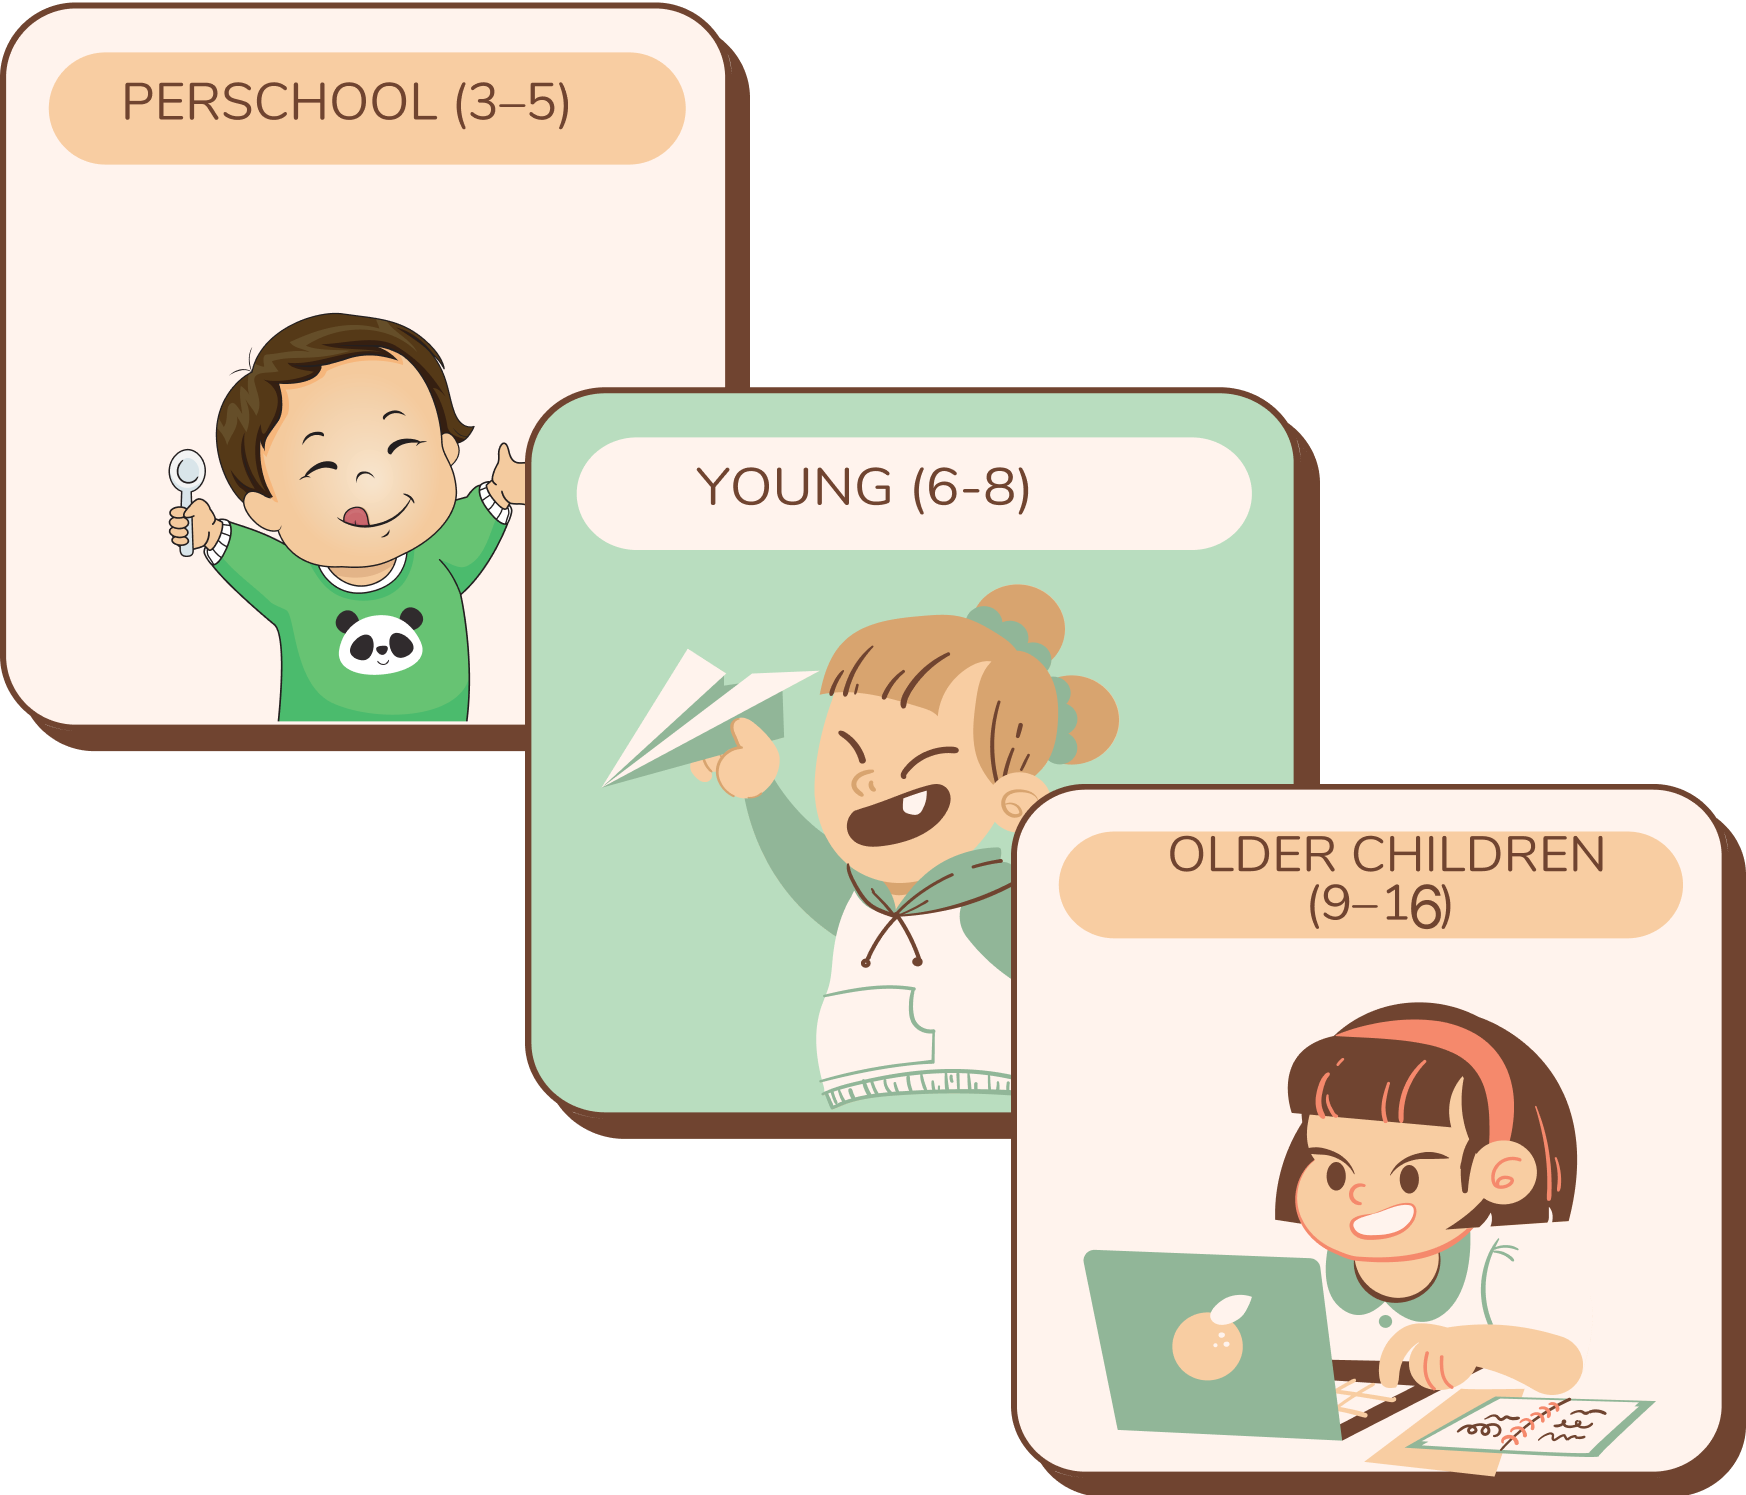 PERSCHOOL (3–5)
YOUNG (6-8)
OLDER CHILDREN
(9–16)